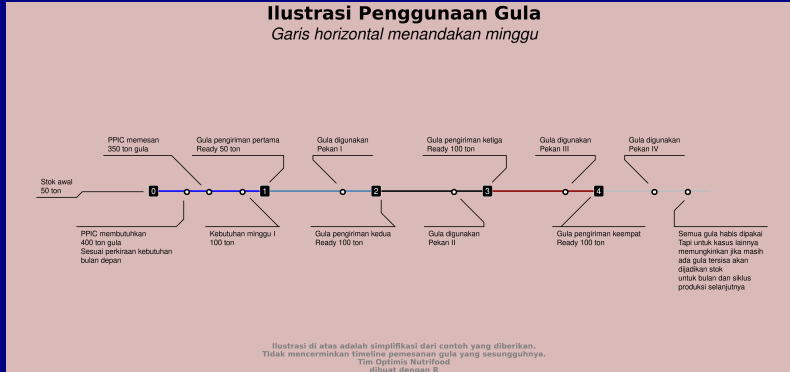 Ilustrasi Penggunaan Gula
Garis horizontal menandakan minggu
PPIC memesan
350 ton gula
Gula pengiriman pertama
Ready 50 ton
Gula digunakan
Pekan I
Gula pengiriman ketiga
Ready 100 ton
Gula digunakan
Pekan III
Gula digunakan
Pekan IV
Stok awal
50 ton
0 1 2 3 4
PPIC membutuhkan
400 ton gula
Sesuai perkiraan kebutuhan
bulan depan
Kebutuhan minggu I
100 ton
Gula pengiriman kedua
Ready 100 ton
Gula digunakan
Pekan II
Gula pengiriman keempat
Ready 100 ton
Semua gula habis dipakai
Tapi untuk kasus lainnya
memungkinkan jika masih
ada gula tersisa akan
dijadikan stok
untuk bulan dan siklus
produksi selanjutnya
Ilustrasi di atas adalah simplifikasi dari contoh yang diberikan.
TIdak mencerminkan timeline pemesanan gula yang sesungguhnya.
Tim Optimis Nutrifood
dibuat dengan R